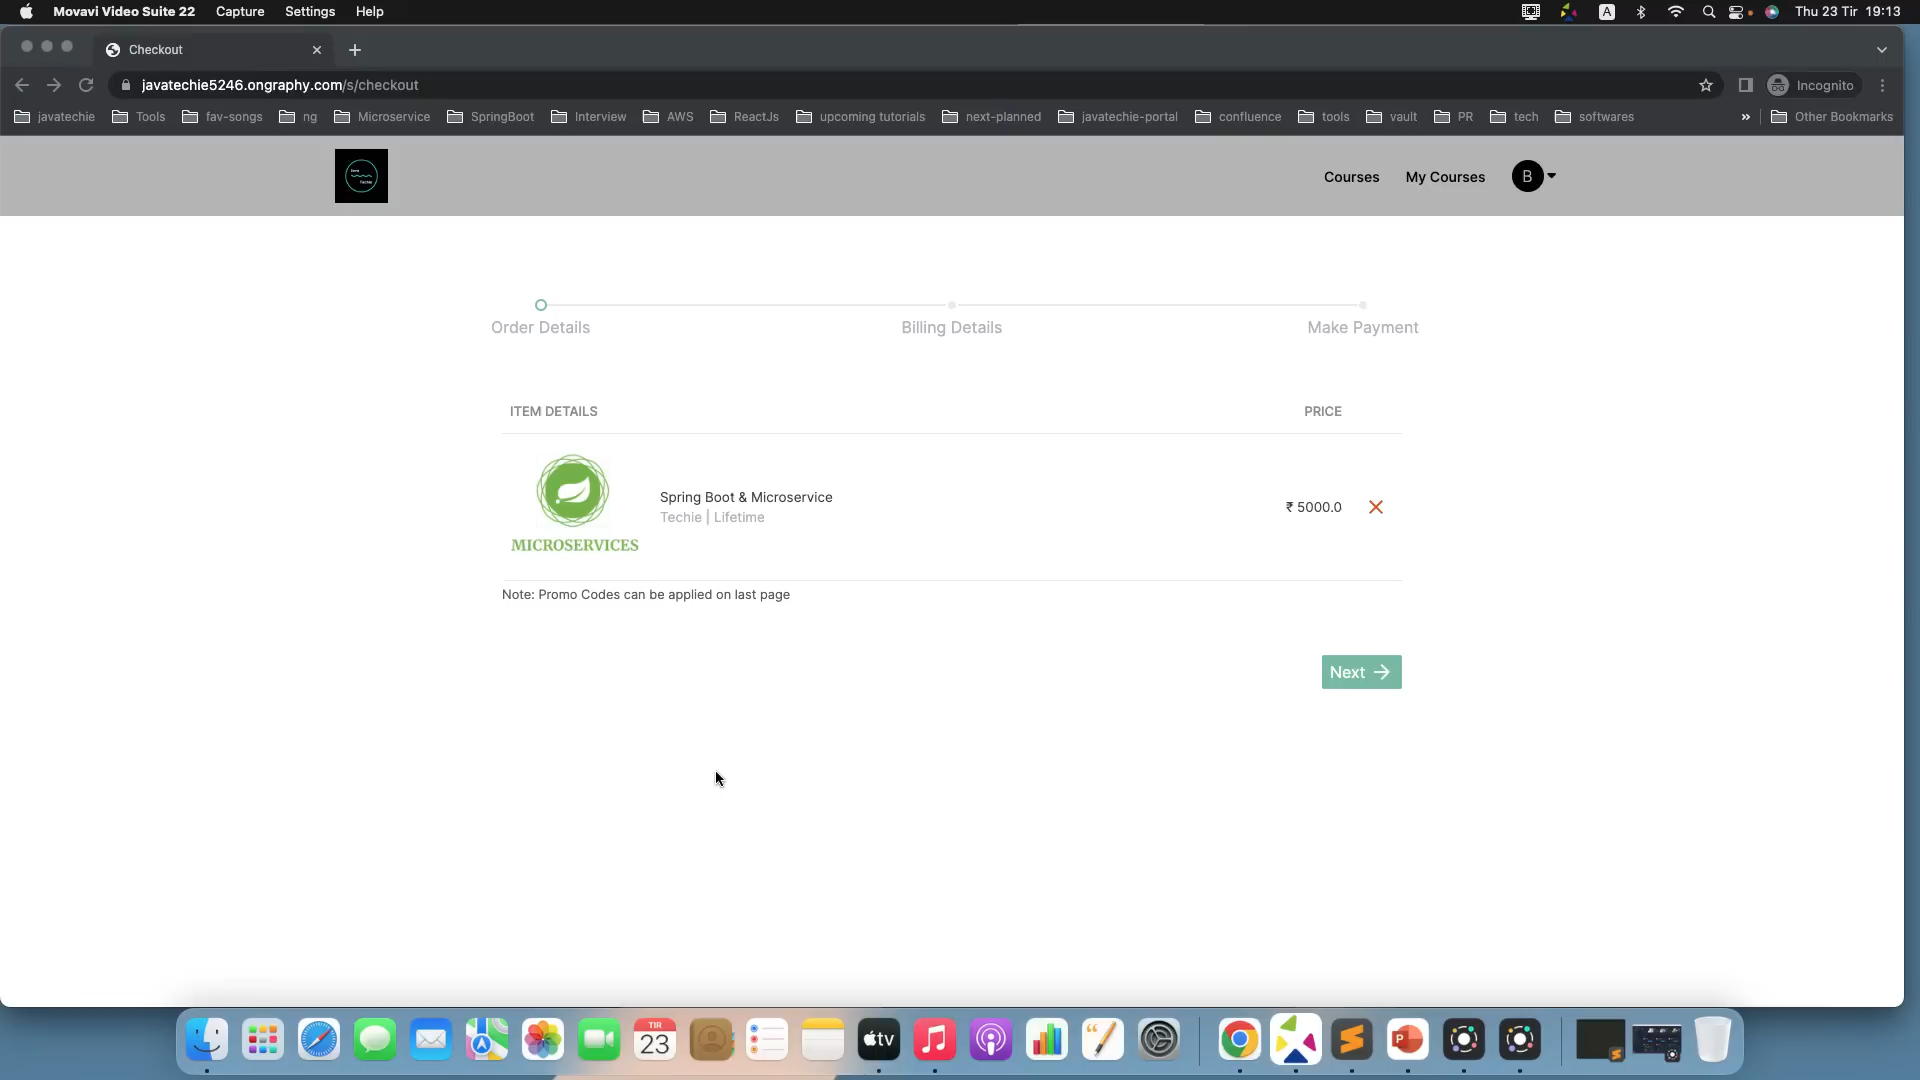 Movavi Video Suite 22 Capture Settings Help
A Thu 23 Tir 19:13
Checkout
javatechie5246.ongraphy.com/s/checkout
Incognito
javatechie Tools fav-songs ng Microservice SpringBoot Interview AWS ReactJs upcoming tutorials next-planned javatechie-portal confluence tools vault PR tech softwares » Other Bookmarks
Courses My Courses B
Order Details Billing Details Make Payment
ITEM DETAILS PRICE
MICROSERVICES
Spring Boot & Microservice
Techie | Lifetime
₹ 5000.0
Note: Promo Codes can be applied on last page
Next
TIR
23
tv